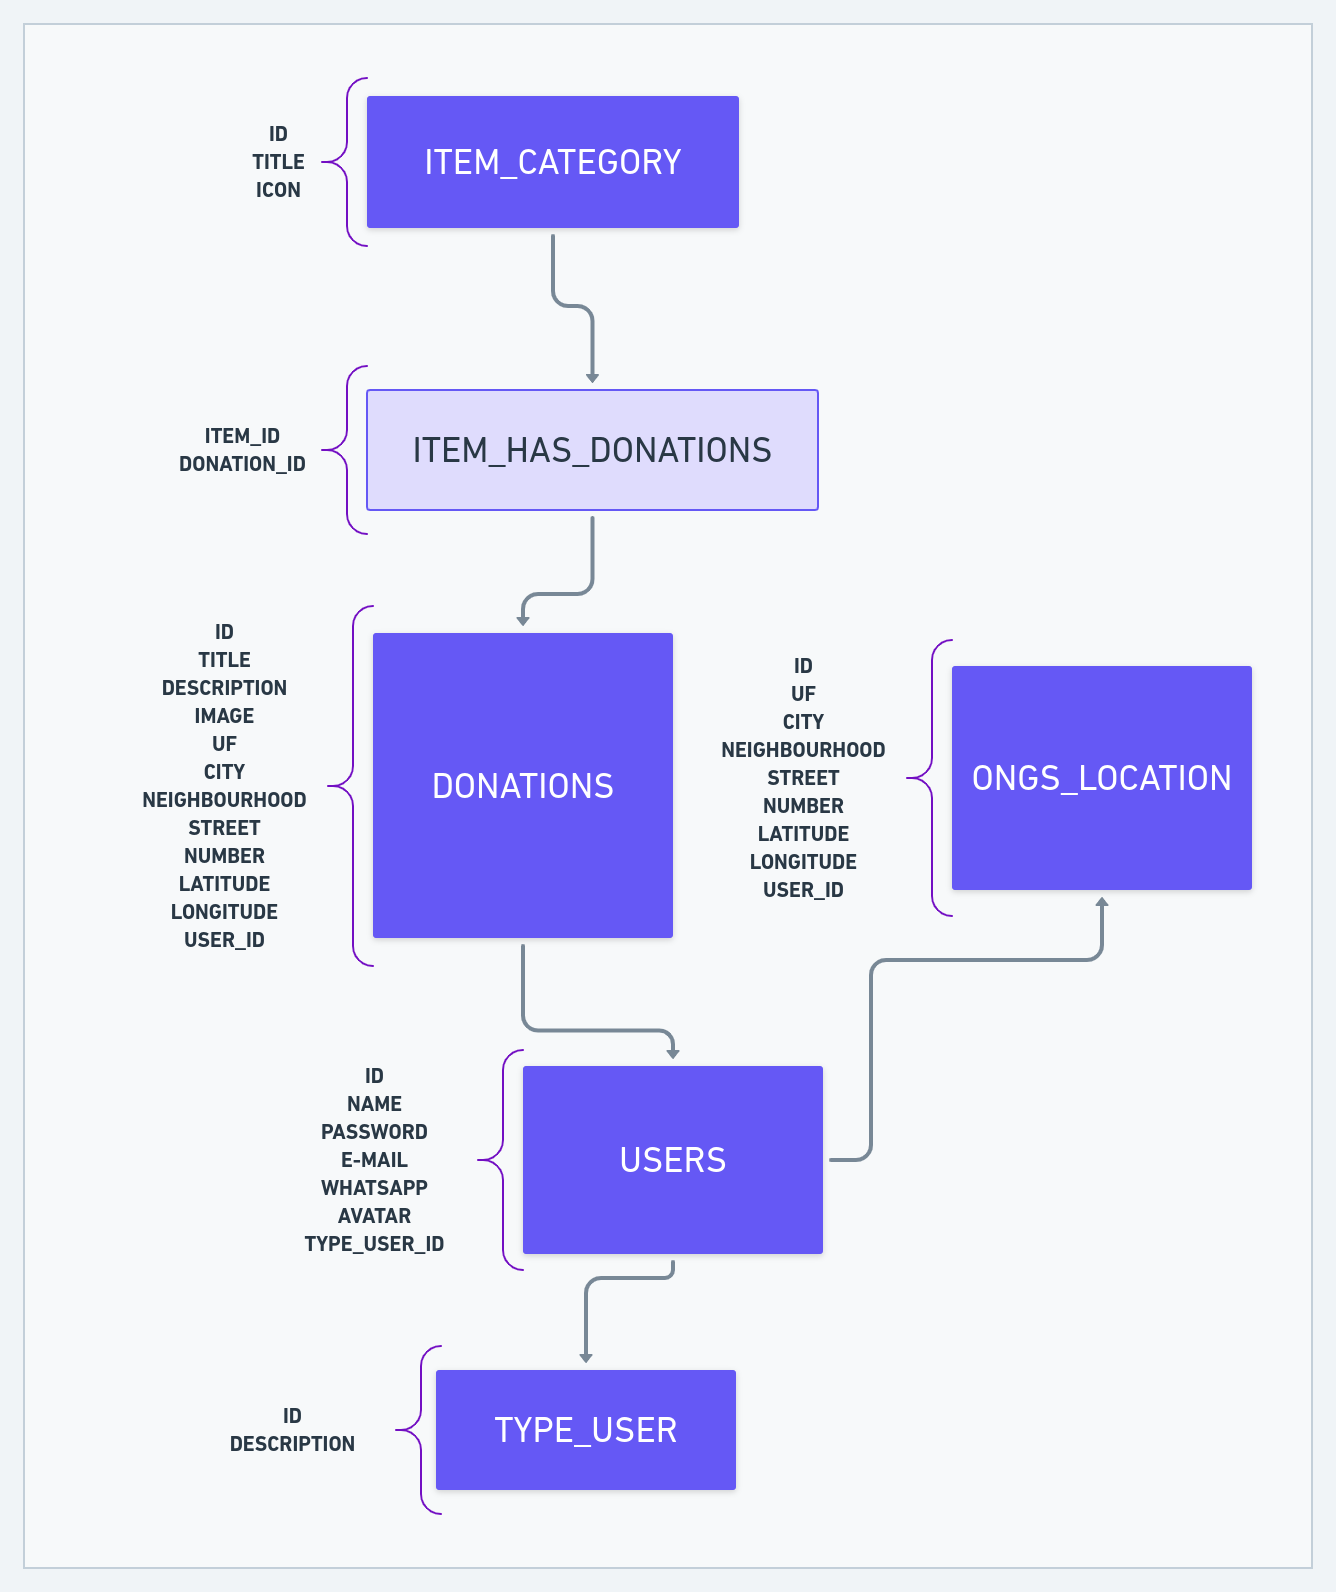 ID
TITLE
ICON
ITEM_CATEGORY
ITEM_ID
DONATION_ID
ITEM_HAS_DONATIONS
ID
TITLE
DESCRIPTION
IMAGE
UF
CITY
NEIGHBOURHOOD
STREET
NUMBER
LATITUDE
LONGITUDE
USER_ID
DONATIONS
ID
UF
CITY
NEIGHBOURHOOD
STREET
NUMBER
LATITUDE
LONGITUDE
USER_ID
ONGS_LOCATION
ID
NAME
PASSWORD
E-MAIL
WHATSAPP
AVATAR
TYPE_USER_ID
USERS
ID
DESCRIPTION
TYPE_USER